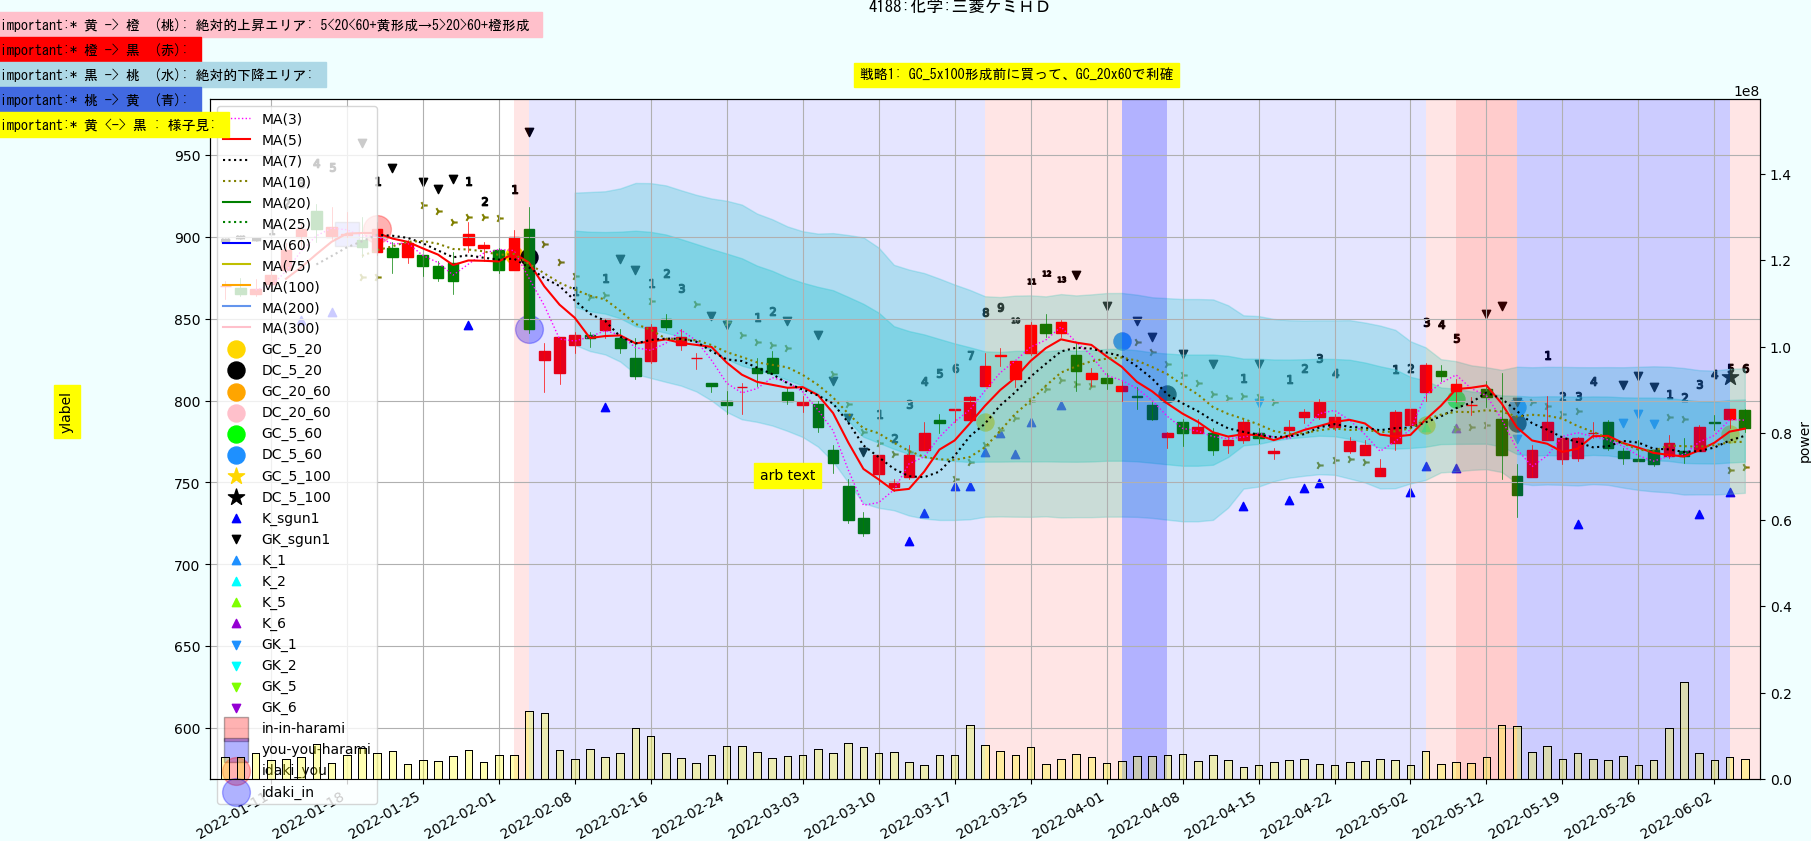 4188:化学:三菱ケミHD
important:* 黄 -> 橙 (桃): 絶対的上昇エリア: 5<20<60+黄形成→5>20>60+橙形成
important:* 橙 -> 黒 (赤):
important:* 黒 -> 桃 (水): 絶対的下降エリア:
戦略1: GC_5x100形成前に買って、GC_20x60で利確
important:* 桃 -> 黄 (青):
important:* 黄 <-> 黒 : 様子見:
1e8
MA(3)
MA(5)
MA(7)
MA(10)
MA(20)
MA(25)
MA(60)
MA(75)
MA(100)
MA(200)
MA(300)
GC_5_20
DC_5_20
GC_20_60
DC_20_60
GC_5_60
DC_5_60
GC_5_100
DC_5_100
K_sgun1
GK_sgun1
K_1
K_2
K_5
K_6
GK_1
GK_2
GK_5
GK_6
in-in-harami
you-you-harami
idaki_you
idaki_in
ylabel
950
900
850
800
750
700
650
600
arb text
1.4
1.2
1.0
0.8
0.6
0.4
0.2
0.0
power
2022-01-11
2022-01-18
2022-01-25
2022-02-01
2022-02-08
2022-02-16
2022-02-24
2022-03-03
2022-03-10
2022-03-17
2022-03-25
2022-04-01
2022-04-08
2022-04-15
2022-04-22
2022-05-02
2022-05-12
2022-05-19
2022-05-26
2022-06-02